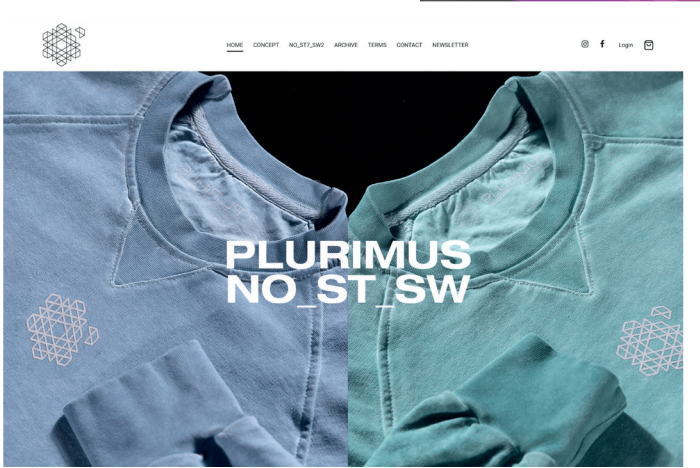 HOME CONCEPT NO_ST7_SW2 ARCHIVE TERMS CONTACT NEWSLETTER
Login
PLURIMUS
NO_ST_SW